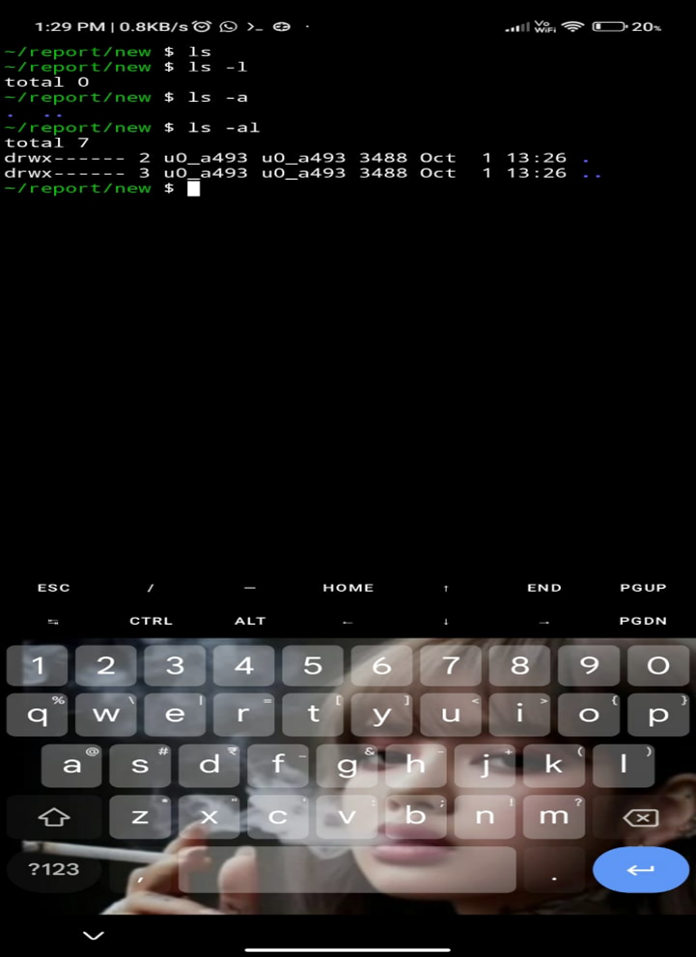 1:29 PM | 0.8KB/s Vo WiFi 20%
~/report/new $ ls
~/report/new $ ls -l
total 0
~/report/new $ ls -a
. ..
~/report/new $ ls -al
total 7
drwx------ 2 u0_a493 u0_a493 3488 Oct  1 13:26 .
drwx------ 3 u0_a493 u0_a493 3488 Oct  1 13:26 ..
~/report/new $
ESC / — HOME ↑ END PGUP
↹ CTRL ALT ← ↓ → PGDN
1 2 3 4 5 6 7 8 9 0
% \ | = [ ] < > { }
q w e r t y u i o p
@ # ₹ _ & - + ( )
a s d f g h j k l
* " ' : ; ! ?
z x c v b n m
?123 , .